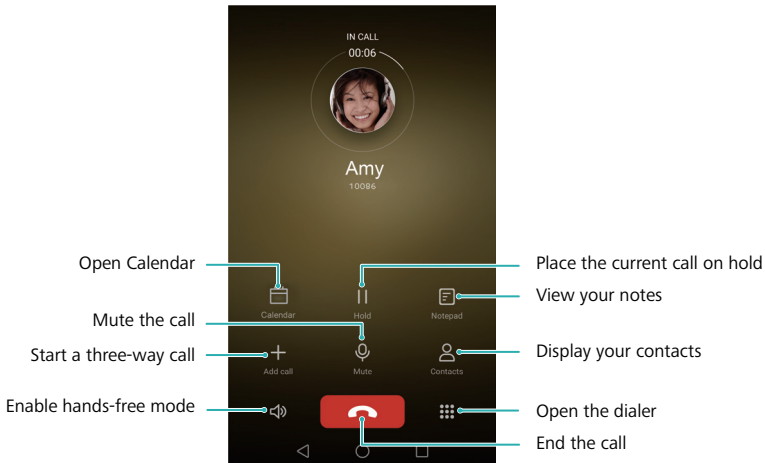 IN CALL
00:06
Amy
10086
Open Calendar
Place the current call on hold
View your notes
Calendar
Hold
Notepad
Mute the call
Start a three-way call
Display your contacts
Add call
Mute
Contacts
Enable hands-free mode
Open the dialer
End the call